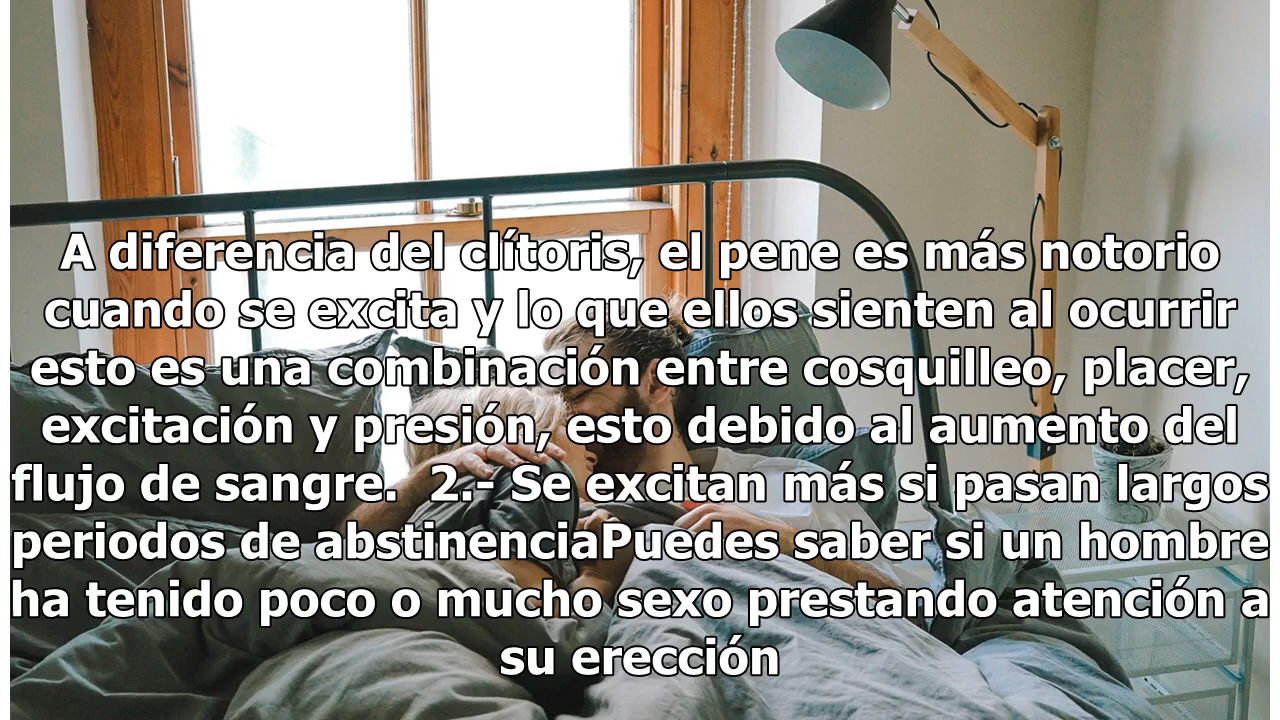 A diferencia del clítoris, el pene es más notorio
cuando se excita y lo que ellos sienten al ocurrir
esto es una combinación entre cosquilleo, placer,
excitación y presión, esto debido al aumento del
flujo de sangre.  2.- Se excitan más si pasan largos
periodos de abstinenciaPuedes saber si un hombre
ha tenido poco o mucho sexo prestando atención a
su erección